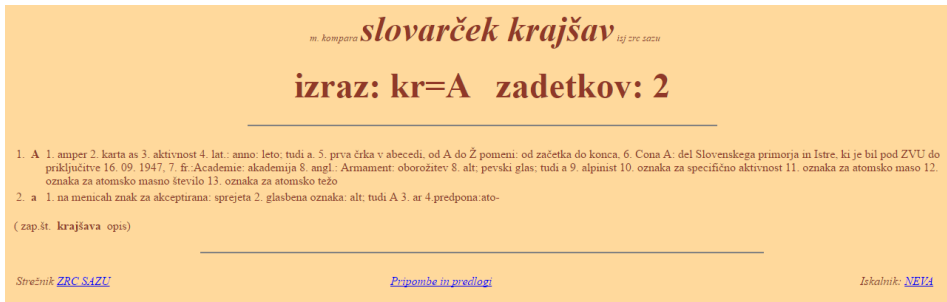 m. kompara slovarček krajšav isj zrc sazu
izraz: kr=A zadetkov: 2
1. A 1. amper 2. karta as 3. aktivnost 4. lat.: anno: leto; tudi a. 5. prva črka v abecedi, od A do Ž pomeni: od začetka do konca, 6. Cona A: del Slovenskega primorja in Istre, ki je bil pod ZVU do
priključitve 16. 09. 1947, 7. fr.:Academie: akademija 8. angl.: Armament: oborožitev 8. alt; pevski glas; tudi a 9. alpinist 10. oznaka za specifično aktivnost 11. oznaka za atomsko maso 12.
oznaka za atomsko masno število 13. oznaka za atomsko težo
2. a 1. na menicah znak za akceptirana: sprejeta 2. glasbena oznaka: alt; tudi A 3. ar 4.predpona:ato-
( zap.št. krajšava opis)
Strežnik ZRC SAZU Pripombe in predlogi Iskalnik: NEVA